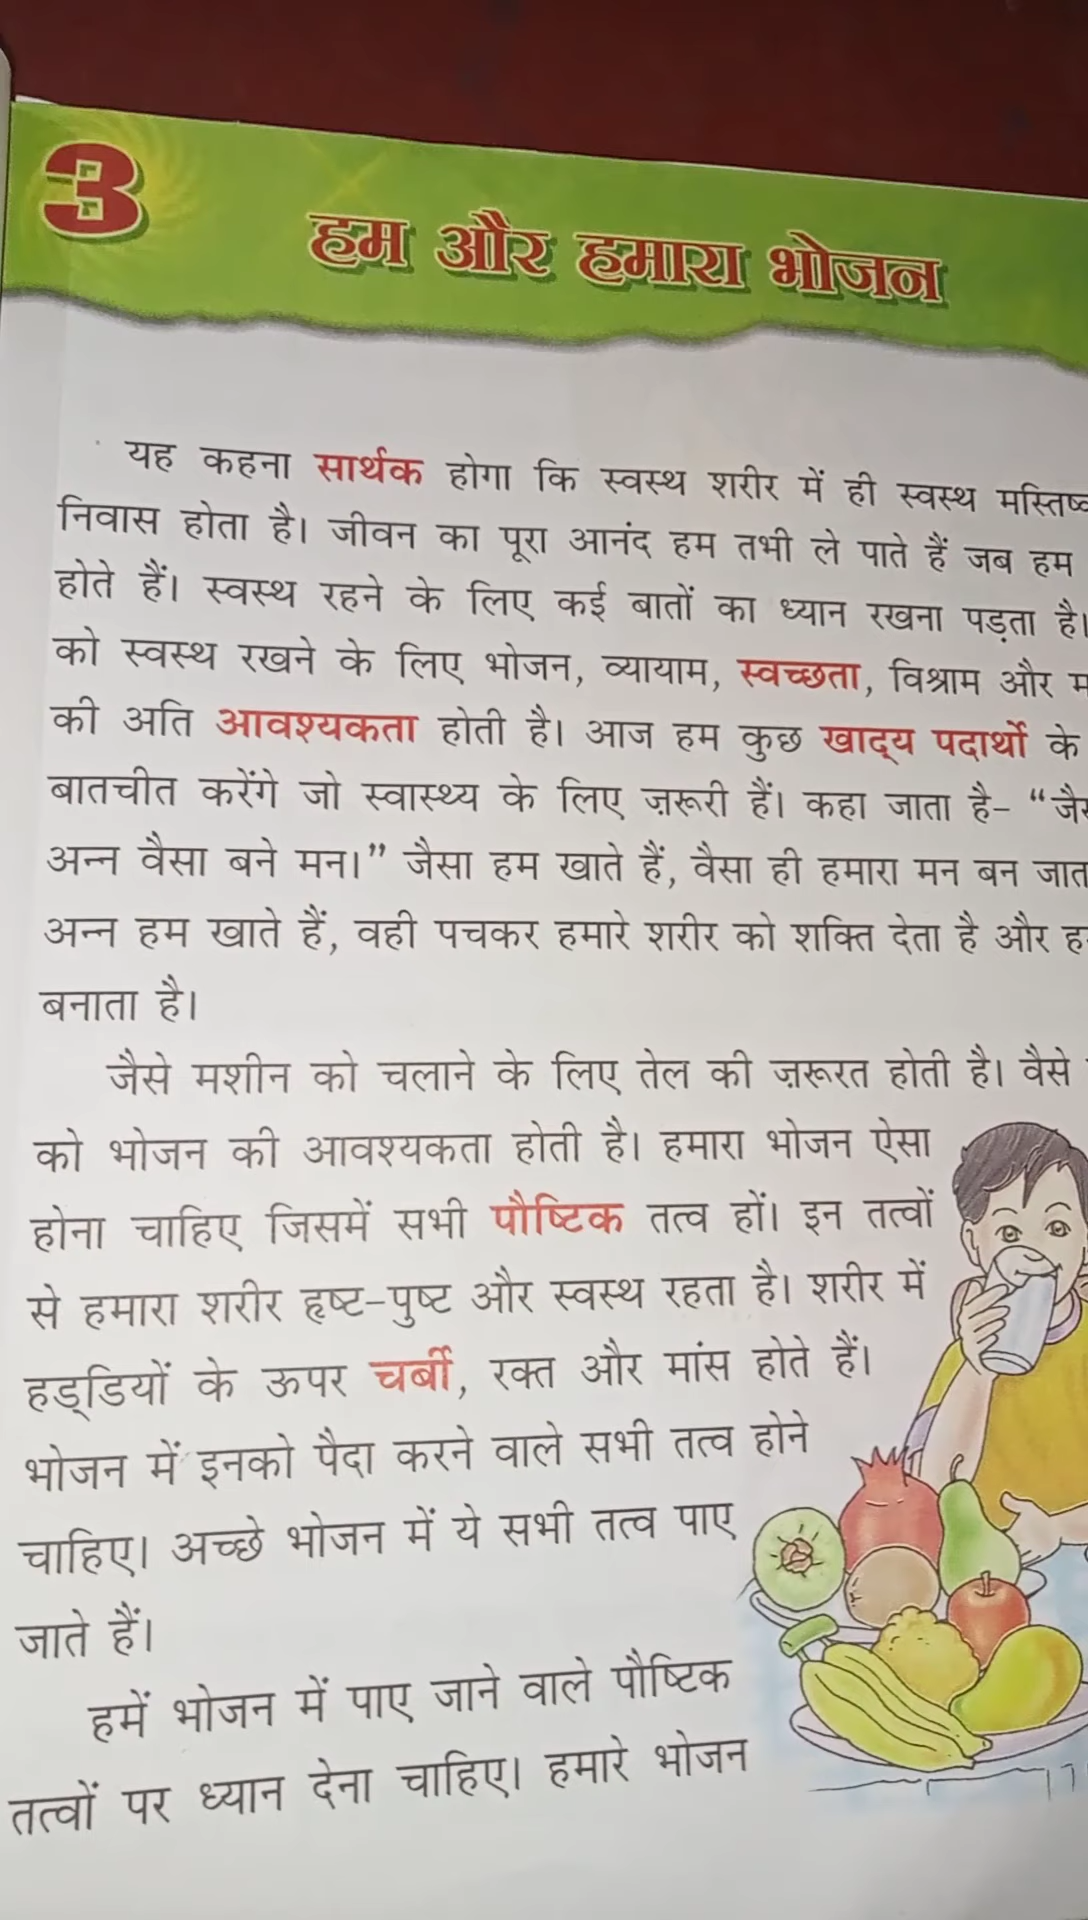 3
हम और हमारा भोजन
यह कहना सार्थक होगा कि स्वस्थ शरीर में ही स्वस्थ
निवास होता है। जीवन का पूरा आनंद हम तभी ले पाते हैं जब हम
होते हैं। स्वस्थ रहने के लिए कई बातों का ध्यान रखना पड़ता है।
को स्वस्थ रखने के लिए भोजन, व्यायाम, स्वच्छता, विश्राम और
की अति आवश्यकता होती है। आज हम कुछ खाद्य पदार्थों के
बातचीत करेंगे जो स्वास्थ्य के लिए ज़रूरी हैं। कहा जाता है- “
अन्न वैसा बने मन।” जैसा हम खाते हैं, वैसा ही हमारा मन बन
अन्न हम खाते हैं, वही पचकर हमारे शरीर को शक्ति देता है और
बनाता है।
जैसे मशीन को चलाने के लिए तेल की ज़रूरत होती है। वैसे
को भोजन की आवश्यकता होती है। हमारा भोजन ऐसा
होना चाहिए जिसमें सभी पौष्टिक तत्व हों। इन तत्वों
से हमारा शरीर हृष्ट-पुष्ट और स्वस्थ रहता है। शरीर में
हड्डियों के ऊपर चर्बी, रक्त और मांस होते हैं।
भोजन में इनको पैदा करने वाले सभी तत्व होने
चाहिए। अच्छे भोजन में ये सभी तत्व पाए
जाते हैं।
हमें भोजन में पाए जाने वाले पौष्टिक
तत्वों पर ध्यान देना चाहिए। हमारे भोजन